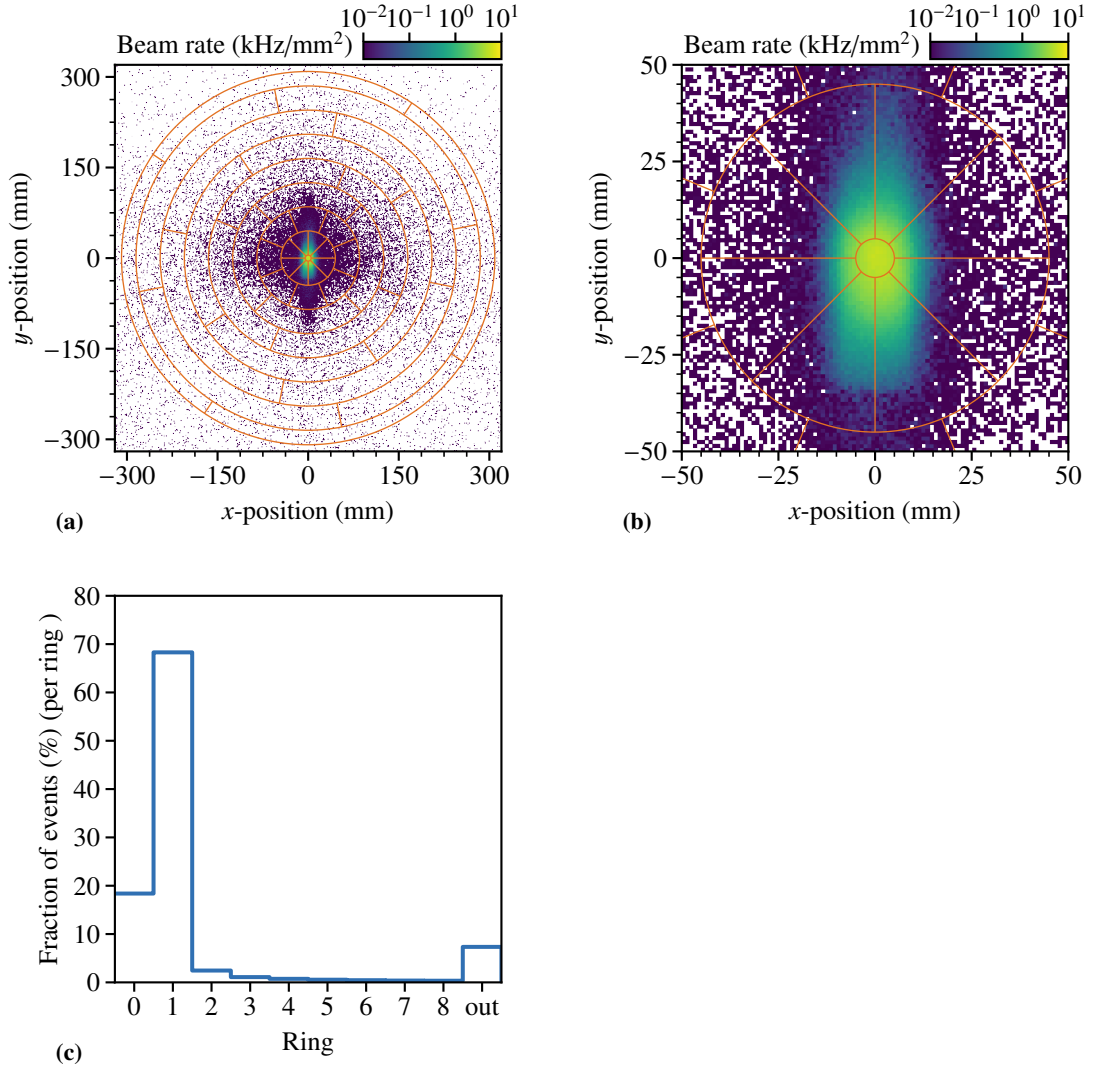 10−2 10−1 100 101
Beam rate (kHz/mm2)
300
150
0
−150
−300
y-position (mm)
−300 −150 0 150 300
x-position (mm)
(a)
10−2 10−1 100 101
Beam rate (kHz/mm2)
50
25
0
−25
−50
y-position (mm)
−50 −25 0 25 50
x-position (mm)
(b)
80
70
60
50
40
30
20
10
0
Fraction of events (%) (per ring )
0 1 2 3 4 5 6 7 8 out
Ring
(c)